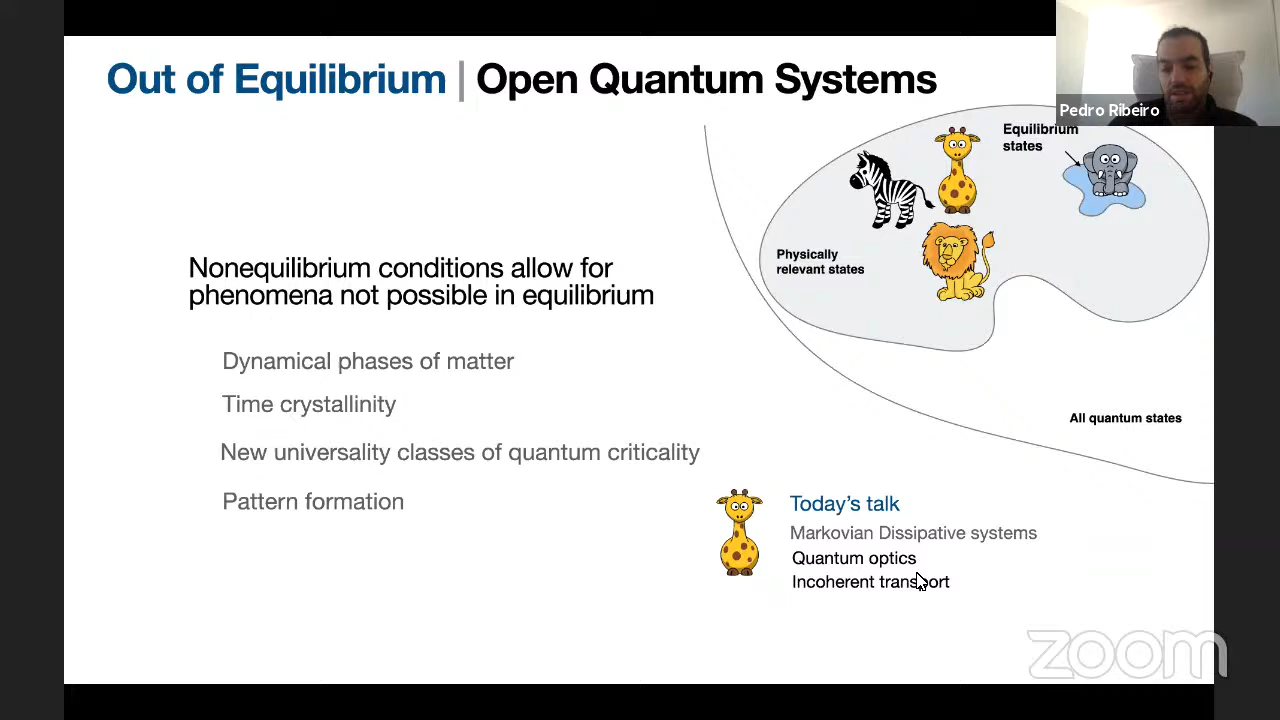 Out of Equilibrium | Open Quantum Systems
Pedro Ribeiro
Equilibrium
states
Physically
relevant states
Nonequilibrium conditions allow for
phenomena not possible in equilibrium
Dynamical phases of matter
Time crystallinity
All quantum states
New universality classes of quantum criticality
Pattern formation
Today's talk
Markovian Dissipative systems
Quantum optics
Incoherent transport
zoom